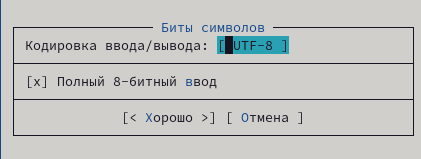 Биты символов
Кодировка ввода/вывода: [ UTF-8 ]
[x] Полный 8-битный ввод
[< Хорошо >] [ Отмена ]